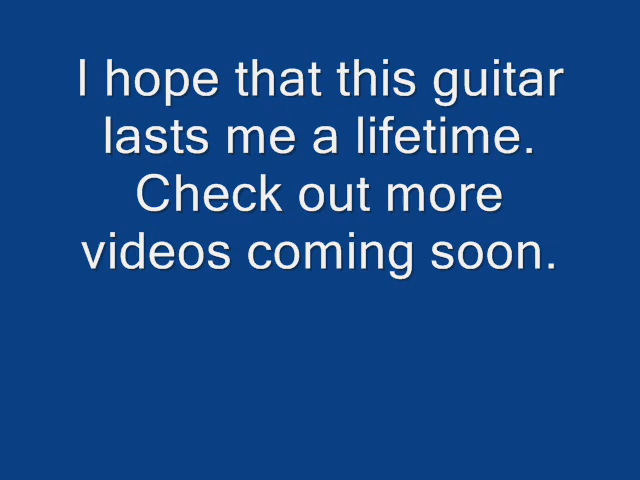 I hope that this guitar
lasts me a lifetime.
Check out more
videos coming soon.